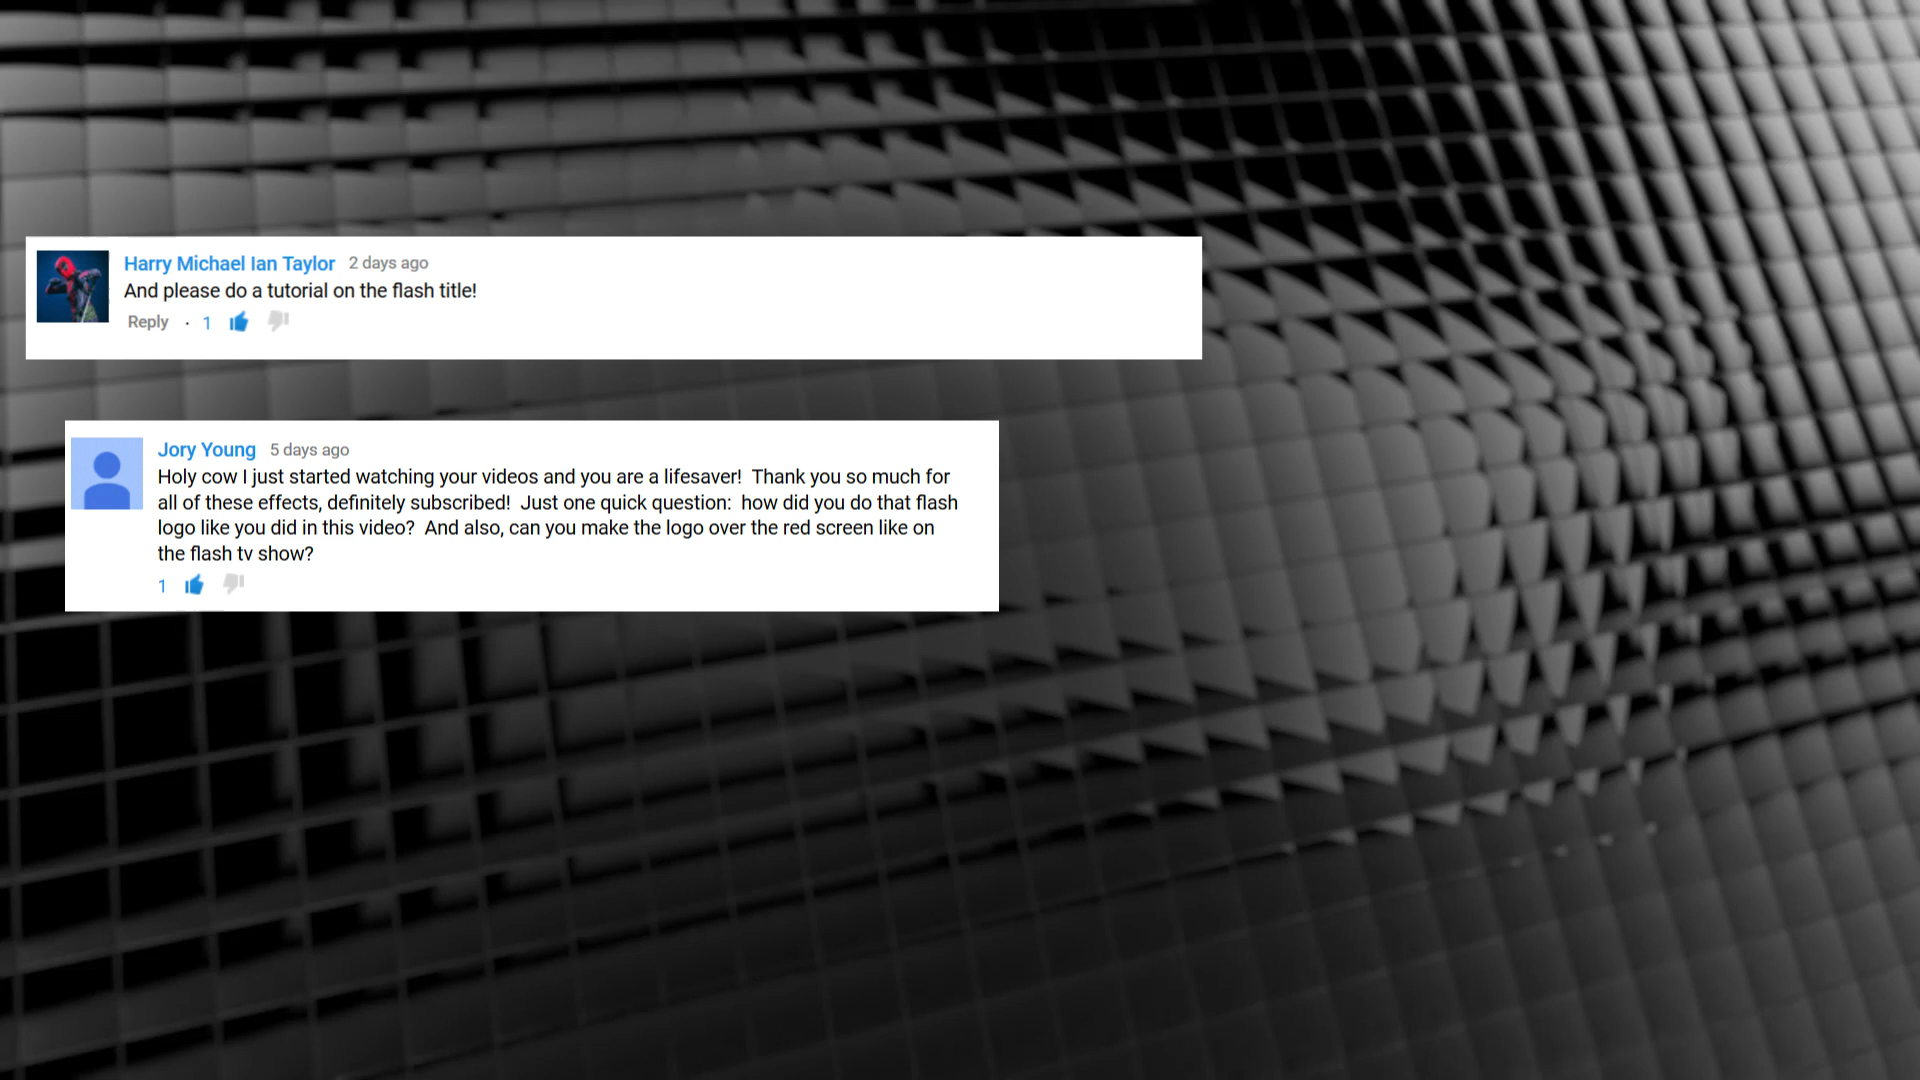 Harry Michael Ian Taylor 2 days ago
And please do a tutorial on the flash title!
Reply · 1
Jory Young 5 days ago
Holy cow I just started watching your videos and you are a lifesaver!  Thank you so much for
all of these effects, definitely subscribed!  Just one quick question:  how did you do that flash
logo like you did in this video?  And also, can you make the logo over the red screen like on
the flash tv show?
1